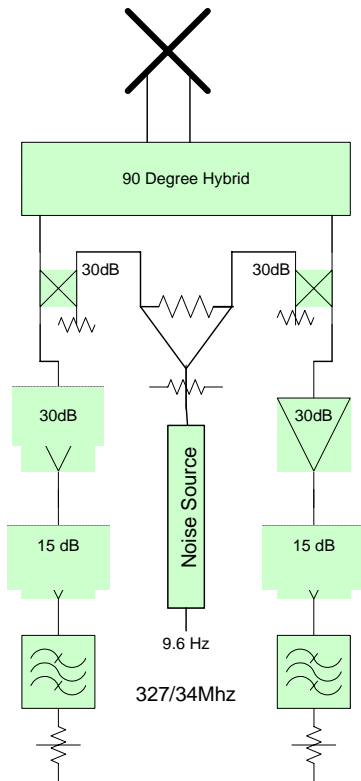 90 Degree Hybrid
30dB
30dB
30dB
30dB
Noise Source
15 dB
15 dB
9.6 Hz
327/34Mhz